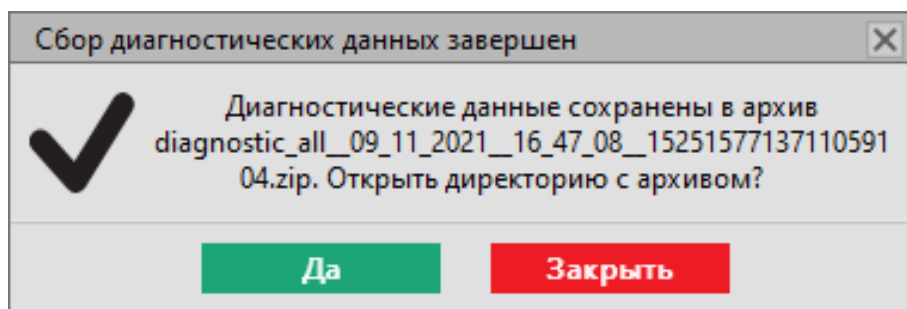 Сбор диагностических данных завершен
Диагностические данные сохранены в архив
diagnostic_all__09_11_2021__16_47_08__15251577137110591
04.zip. Открыть директорию с архивом?
Да
Закрыть